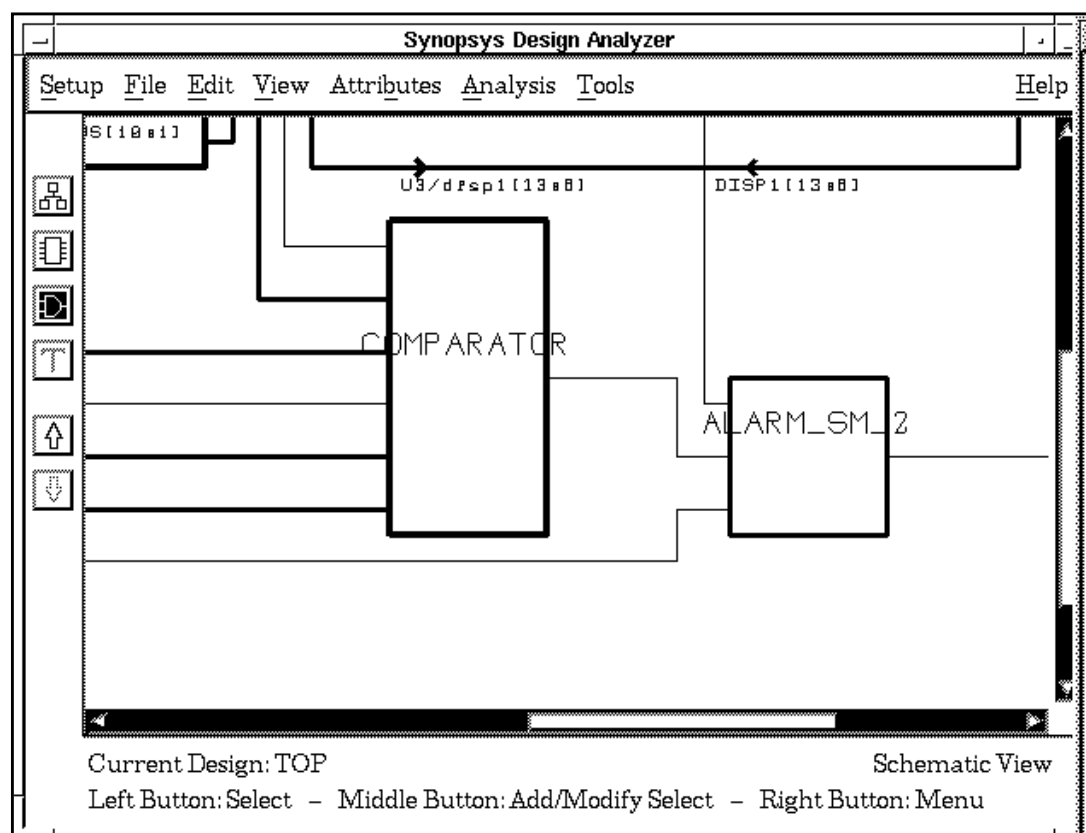 Synopsys Design Analyzer
Setup File Edit View Attributes Analysis Tools Help
U3/disp1[13:8] DISP1[13:8]
COMPARATOR
ALARM_SM_2
Current Design: TOP Schematic View
Left Button: Select – Middle Button: Add/Modify Select – Right Button: Menu